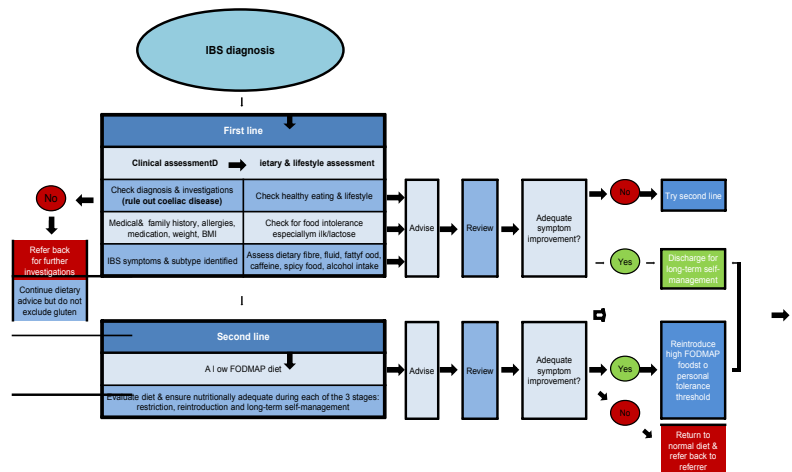 IBS diagnosis
First line
Clinical assessmentD
ietary & lifestyle assessment
Check diagnosis & investigations
(rule out coeliac disease)
Check healthy eating & lifestyle
Medical& family history, allergies,
medication, weight, BMI
Check for food intolerance
especiallym ilk/lactose
IBS symptoms & subtype identified
Assess dietary fibre, fluid, fattyf ood,
caffeine, spicy food, alcohol intake
No
Refer back
for further
investigations
Continue dietary
advice but do not
exclude gluten
Advise
Review
Adequate
symptom
improvement?
No
Try second line
Yes
Discharge for
long-term self-
management
Second line
A l ow FODMAP diet
Evaluate diet & ensure nutritionally adequate during each of the 3 stages:
restriction, reintroduction and long-term self-management
Advise
Review
Adequate
symptom
improvement?
Yes
Reintroduce
high FODMAP
foodst o
personal
tolerance
threshold
No
Return to
normal diet &
refer back to
referrer